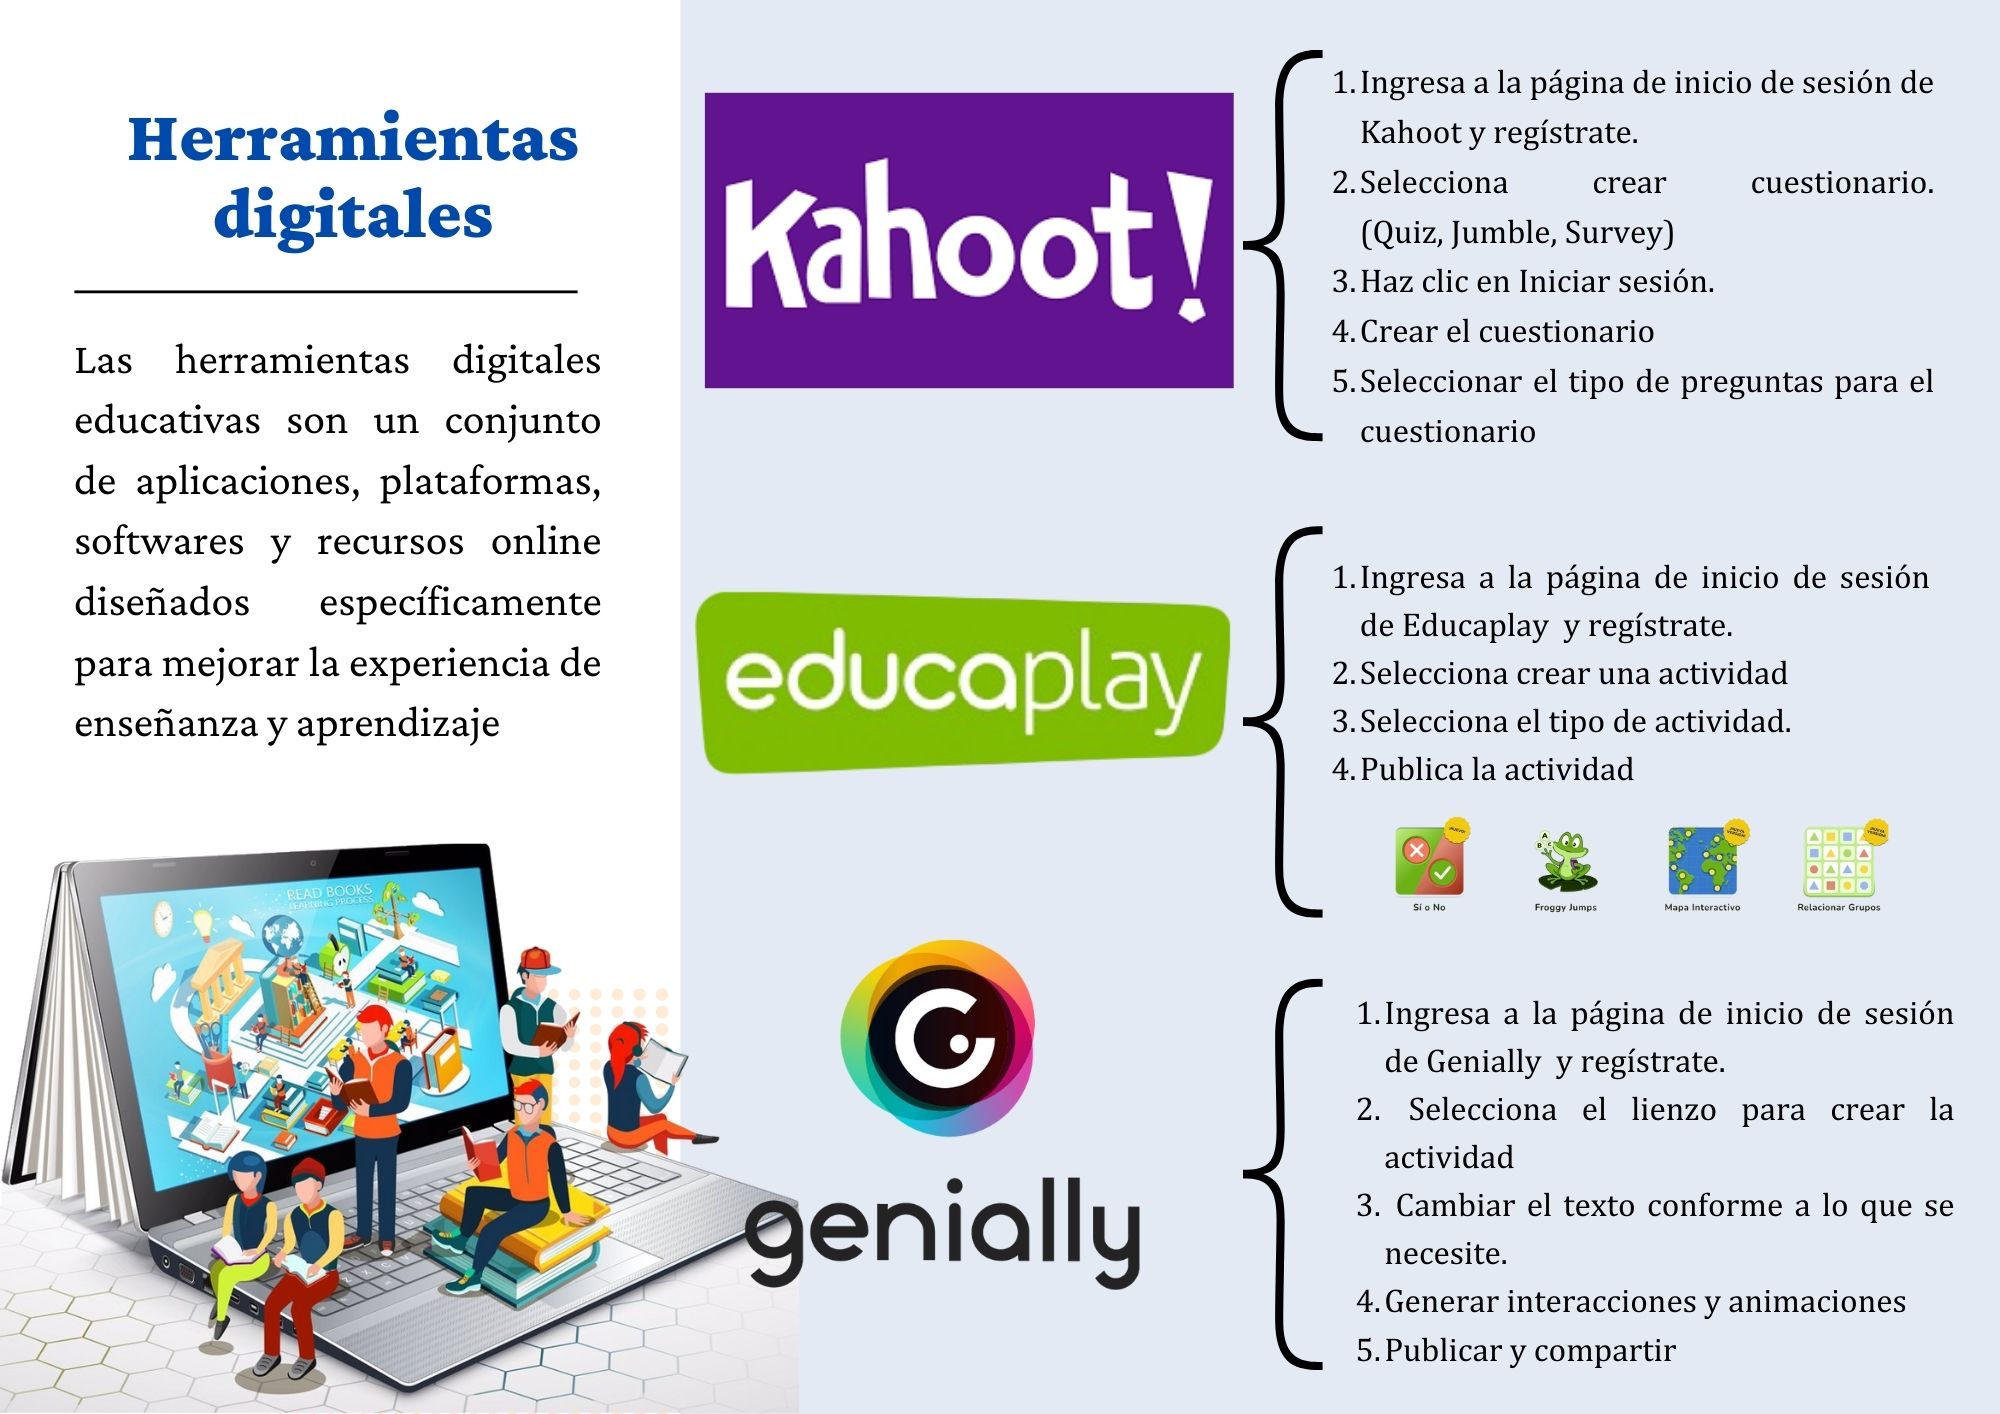 Herramientas
digitales
Las herramientas digitales
educativas son un conjunto
de aplicaciones, plataformas,
softwares y recursos online
diseñados específicamente
para mejorar la experiencia de
enseñanza y aprendizaje
READ BOOKS
LEARNING PROCESS
Kahoot!
1. Ingresa a la página de inicio de sesión de
Kahoot y regístrate.
2. Selecciona crear cuestionario.
(Quiz, Jumble, Survey)
3. Haz clic en Iniciar sesión.
4. Crear el cuestionario
5. Seleccionar el tipo de preguntas para el
cuestionario
educaplay
1. Ingresa a la página de inicio de sesión
de Educaplay y regístrate.
2. Selecciona crear una actividad
3. Selecciona el tipo de actividad.
4. Publica la actividad
Sí o No
Froggy Jumps
Mapa Interactivo
Relacionar Grupos
genially
1. Ingresa a la página de inicio de sesión
de Genially y regístrate.
2. Selecciona el lienzo para crear la
actividad
3. Cambiar el texto conforme a lo que se
necesite.
4. Generar interacciones y animaciones
5. Publicar y compartir